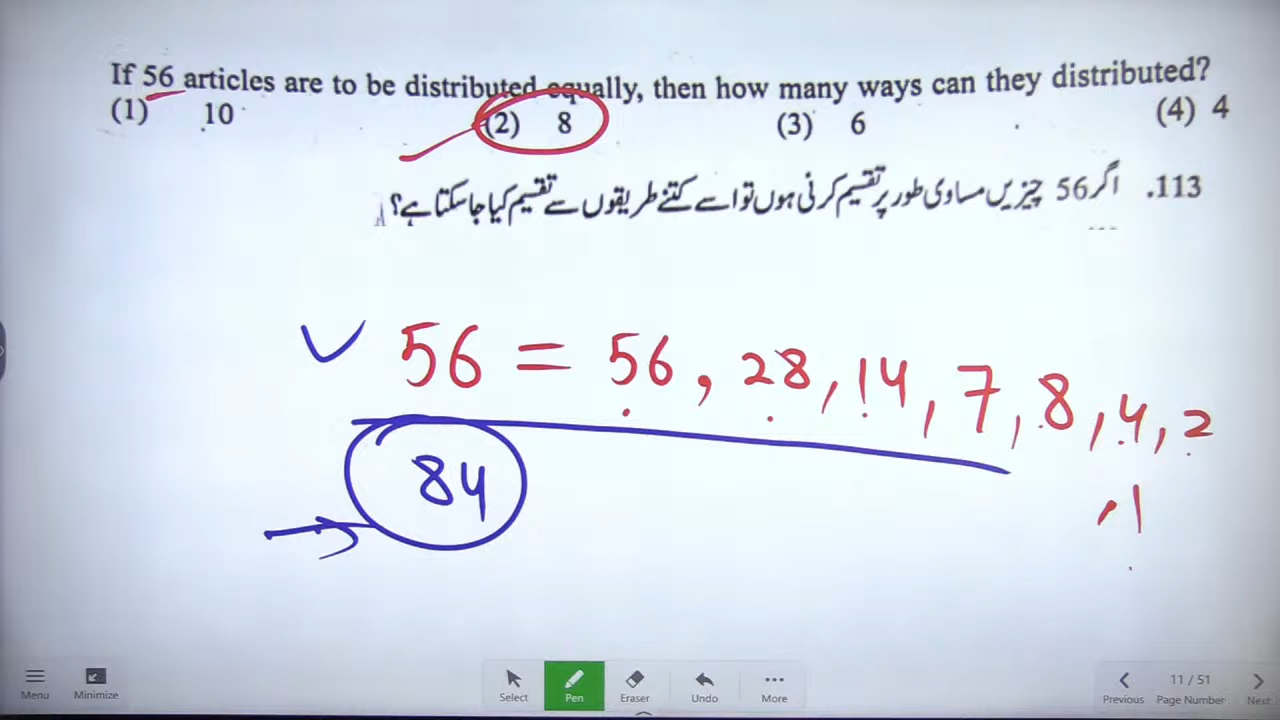 If 56 articles are to be distributed equally, then how many ways can they distributed?
(1) 10 (2) 8 (3) 6 (4) 4
113. اگر 56 چیزیں مساوی طور پر تقسیم کرنی ہوں تو اسے کتنے طریقوں سے تقسیم کیا جا سکتا ہے؟
56 = 56, 28, 14, 7, 8, 4, 2
, 1
84
Menu Minimize Select Pen Eraser Undo More Previous 11 / 51 Page Number Next